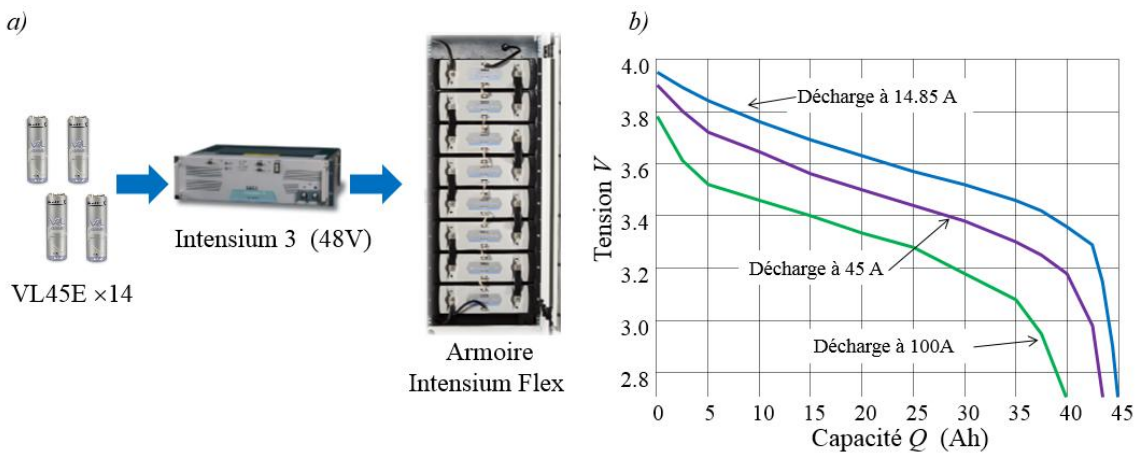 a)
VL45E ×14
Intensium 3 (48V)
Armoire
Intensium Flex
b)
Tension V
4.0
3.8
3.6
3.4
3.2
3.0
2.8
Décharge à 14.85 A
Décharge à 45 A
Décharge à 100A
0 5 10 15 20 25 30 35 40 45
Capacité Q (Ah)